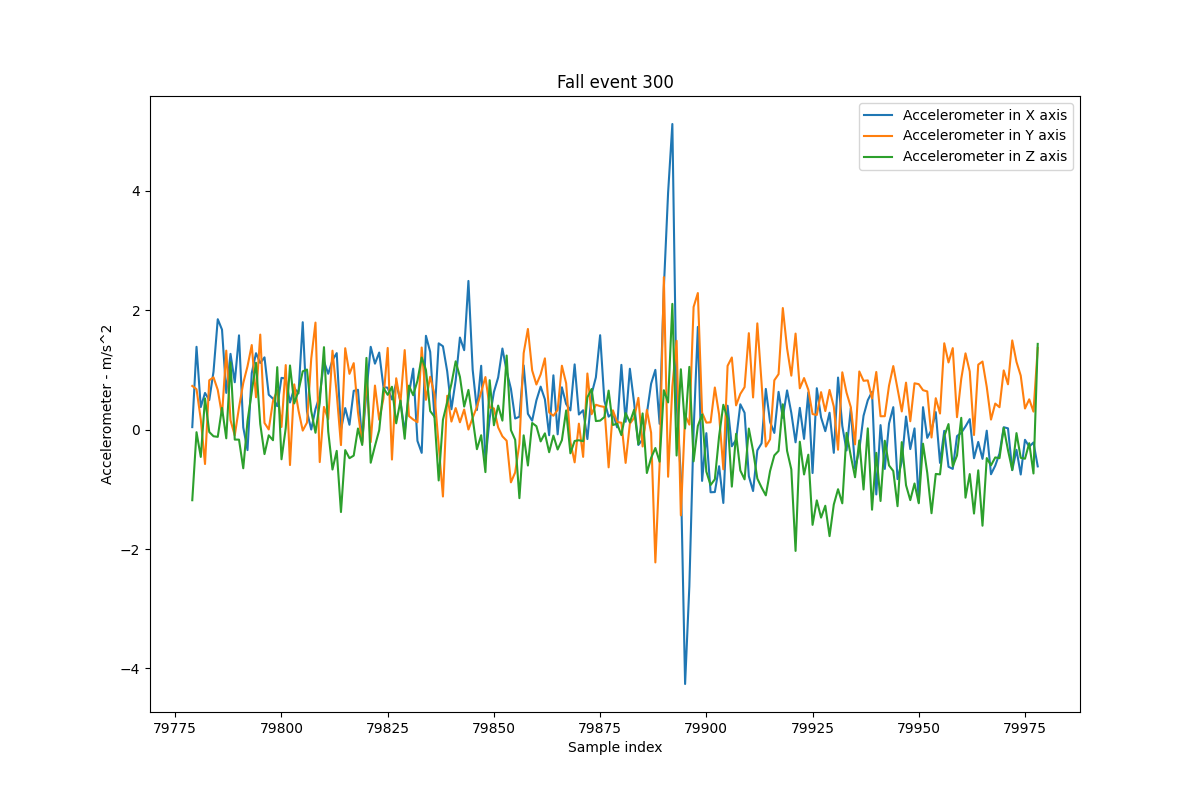 Fall event 300
Accelerometer in X axis
Accelerometer in Y axis
Accelerometer in Z axis
Accelerometer - m/s^2
4
2
0
−2
−4
79775 79800 79825 79850 79875 79900 79925 79950 79975
Sample index